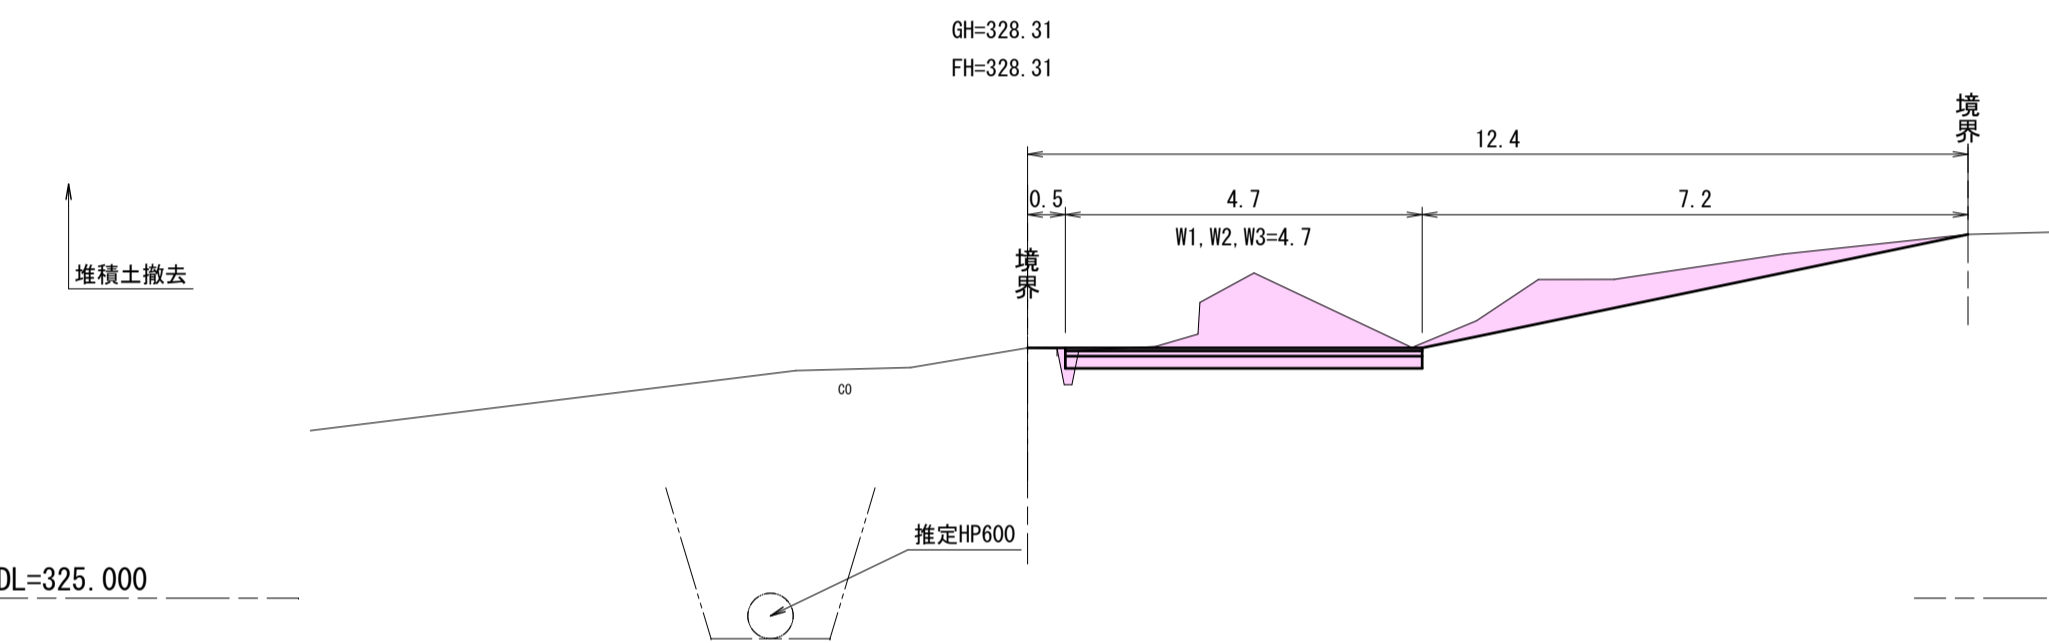 GH=328.31
FH=328.31
境界
12.4
0.5
4.7
7.2
W1,W2,W3=4.7
境界
堆積土撤去
CO
推定HP600
DL=325.000